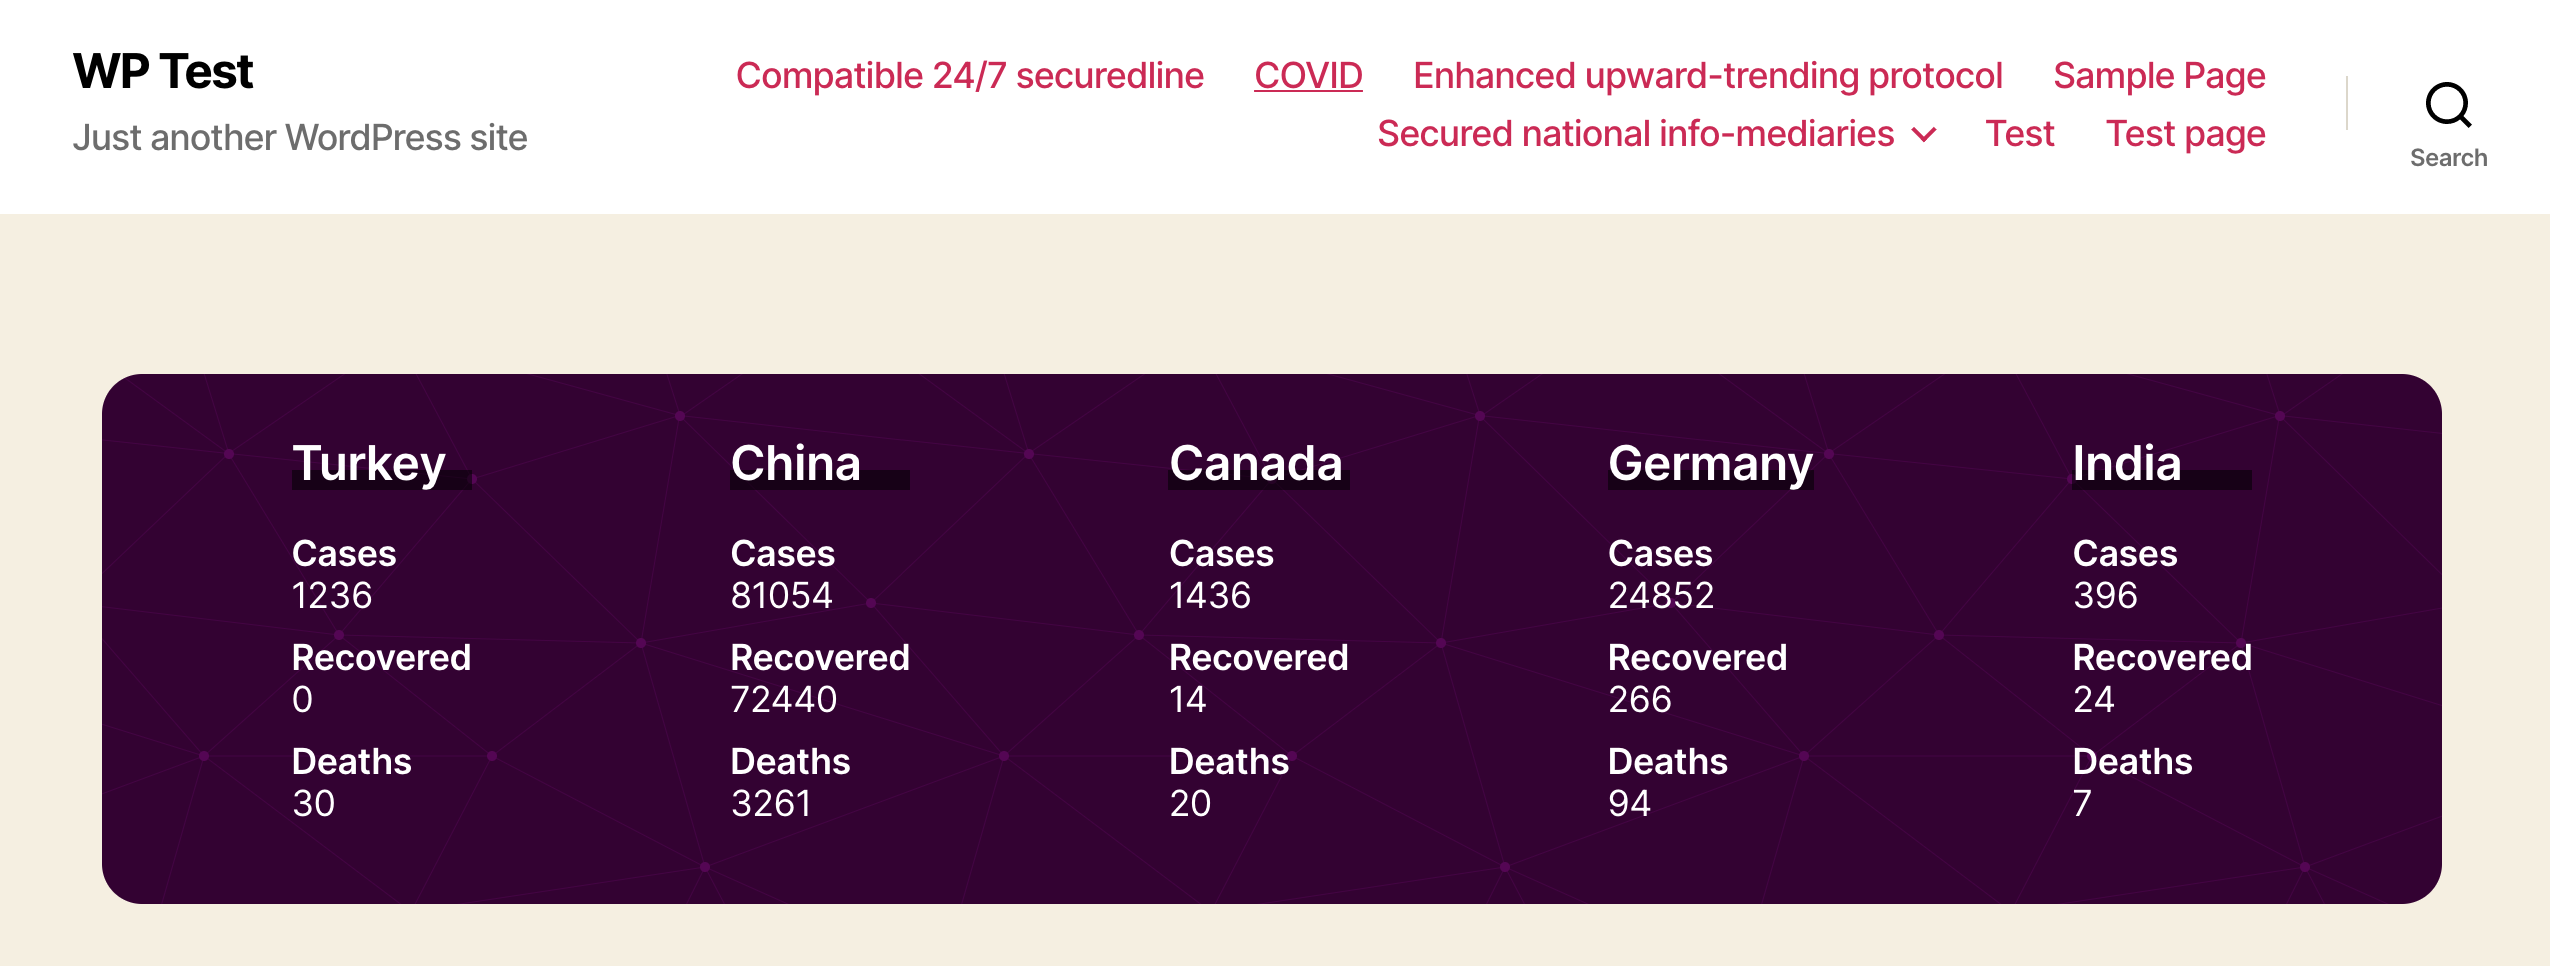 WP Test
Just another WordPress site
Compatible 24/7 securedline COVID Enhanced upward-trending protocol Sample Page
Secured national info-mediaries Test Test page
Search
Turkey
Cases
1236
Recovered
0
Deaths
30
China
Cases
81054
Recovered
72440
Deaths
3261
Canada
Cases
1436
Recovered
14
Deaths
20
Germany
Cases
24852
Recovered
266
Deaths
94
India
Cases
396
Recovered
24
Deaths
7